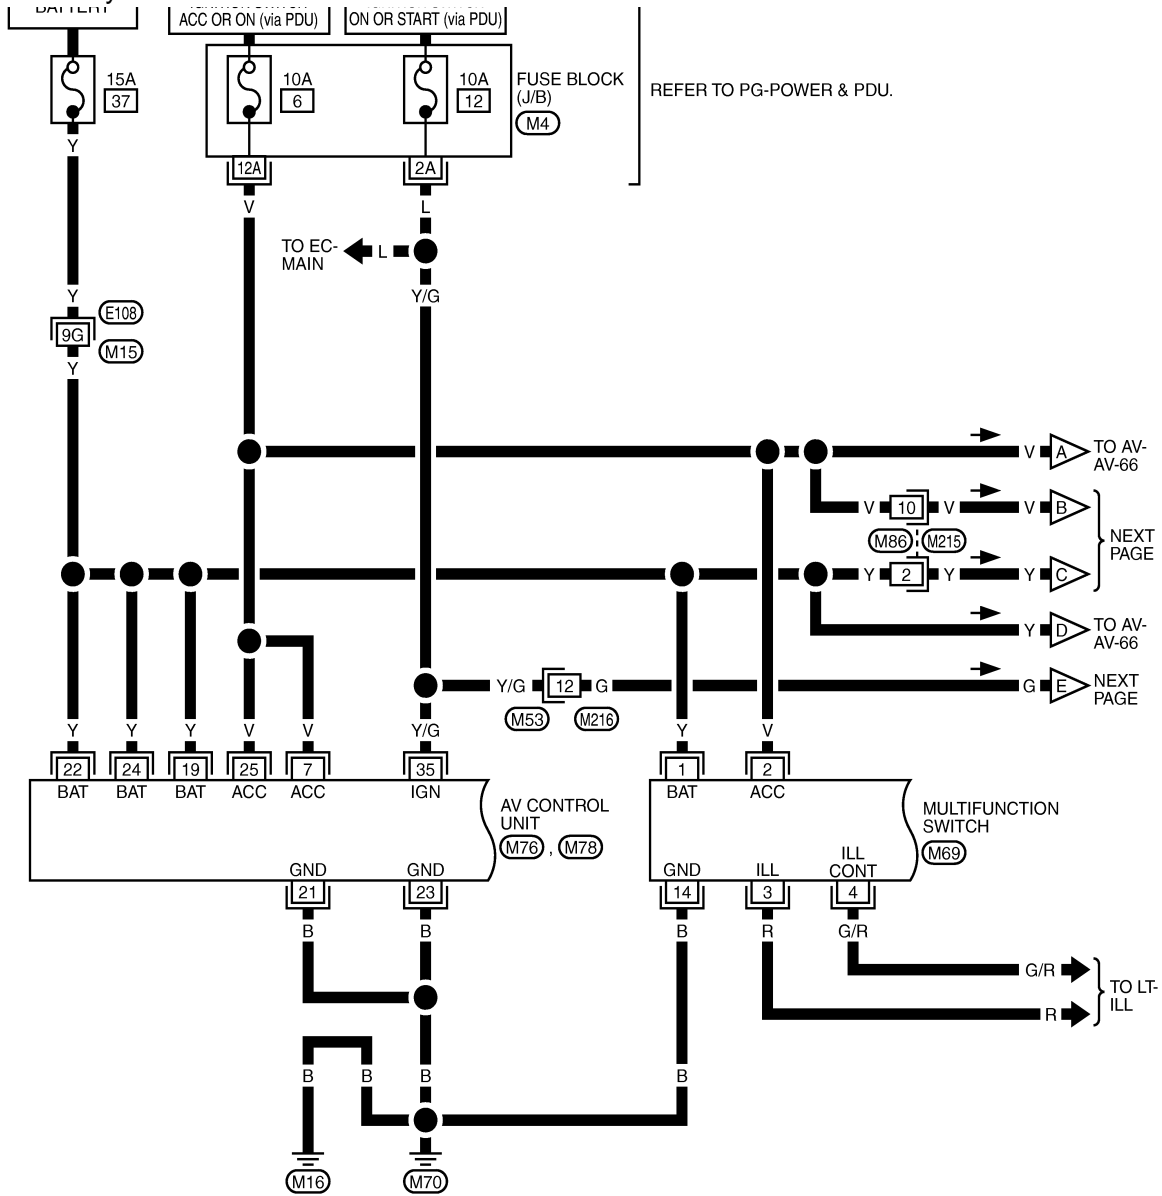 BATTERY
ACC OR ON (via PDU)
ON OR START (via PDU)
15A
37
10A
6
10A
12
FUSE BLOCK
(J/B)
M4
REFER TO PG-POWER & PDU.
Y
12A
2A
V
L
TO EC-
MAIN
L
Y
Y/G
E108
9G
M15
Y
V
A
TO AV-
AV-66
V
10
V
V
B
M86
M215
NEXT
PAGE
Y
2
Y
Y
C
Y
D
TO AV-
AV-66
Y/G
12
G
G
E
NEXT
PAGE
M53
M216
Y
Y
Y
V
V
Y/G
Y
V
22
24
19
25
7
35
1
2
BAT
BAT
BAT
ACC
ACC
IGN
BAT
ACC
AV CONTROL
UNIT
M76 , M78
MULTIFUNCTION
SWITCH
M69
GND
GND
GND
ILL
ILL
CONT
21
23
14
3
4
B
B
B
R
G/R
G/R
R
TO LT-
ILL
B
B
B
B
M16
M70